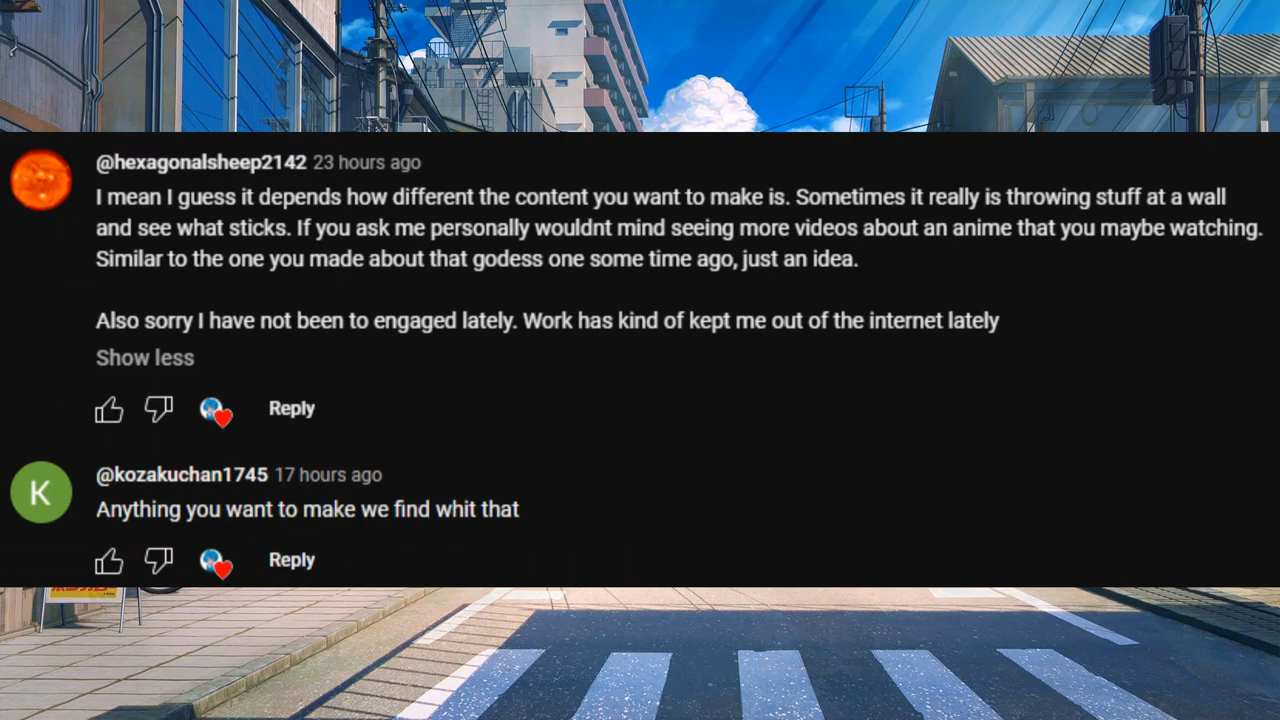 @hexagonalsheep2142 23 hours ago
I mean I guess it depends how different the content you want to make is. Sometimes it really is throwing stuff at a wall
and see what sticks. If you ask me personally wouldnt mind seeing more videos about an anime that you maybe watching.
Similar to the one you made about that godess one some time ago, just an idea.
Also sorry I have not been to engaged lately. Work has kind of kept me out of the internet lately
Show less
Reply
K
@kozakuchan1745 17 hours ago
Anything you want to make we find whit that
Reply